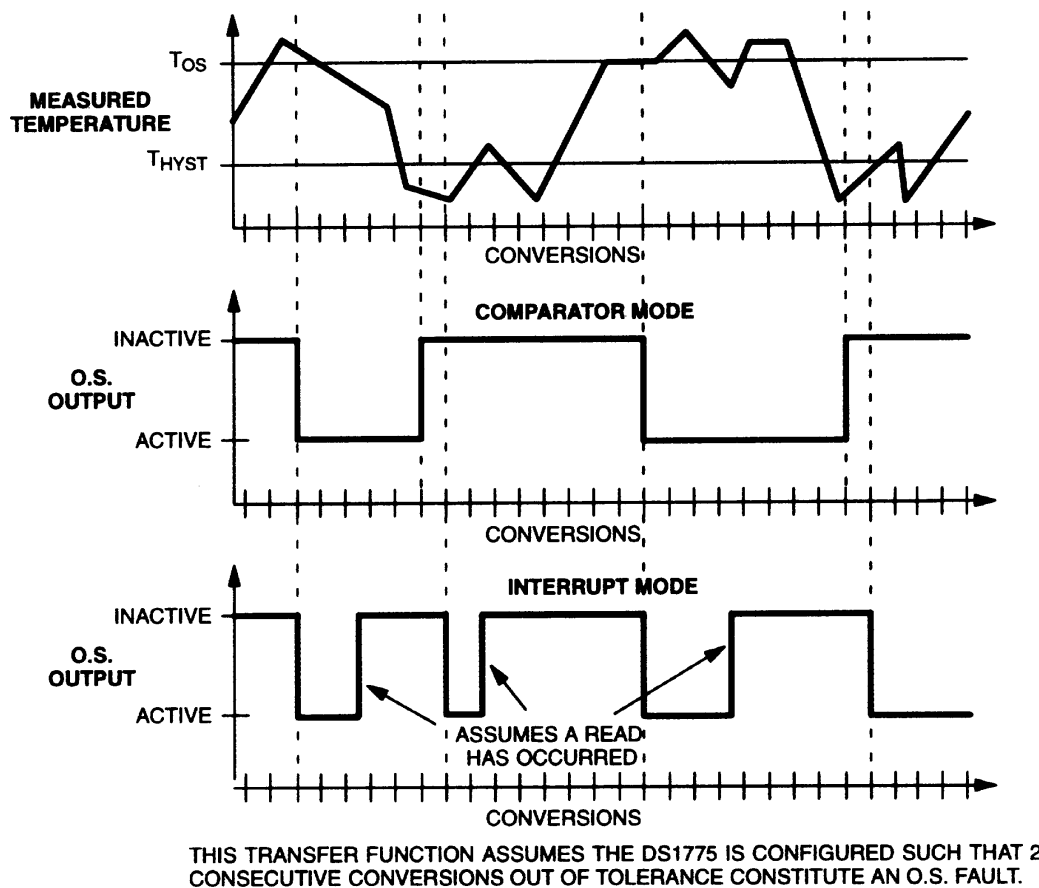 TOS
MEASURED
TEMPERATURE
THYST
CONVERSIONS
COMPARATOR MODE
INACTIVE
O.S.
OUTPUT
ACTIVE
CONVERSIONS
INTERRUPT MODE
INACTIVE
O.S.
OUTPUT
ACTIVE
ASSUMES A READ
HAS OCCURRED
CONVERSIONS
THIS TRANSFER FUNCTION ASSUMES THE DS1775 IS CONFIGURED SUCH THAT 2
CONSECUTIVE CONVERSIONS OUT OF TOLERANCE CONSTITUTE AN O.S. FAULT.